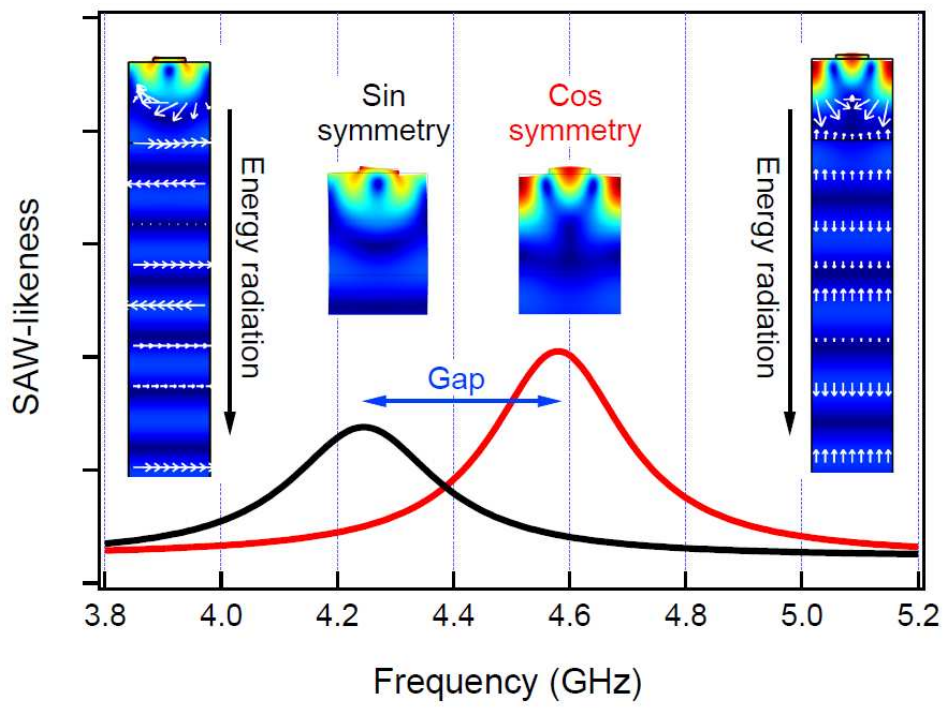 Sin
symmetry
Cos
symmetry
Energy radiation
Energy radiation
Gap
SAW-likeness
3.8
4.0
4.2
4.4
4.6
4.8
5.0
5.2
Frequency (GHz)